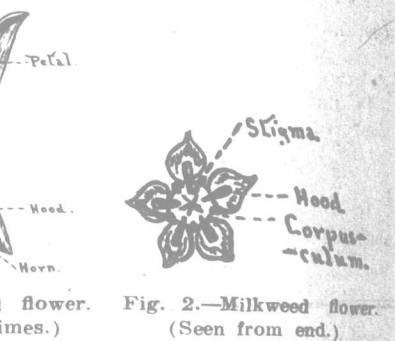 Petal.
Hood.
Horn.
flower.
imes.)
Stigma
Hood
Corpus-
-culum.
Fig. 2.—Milkweed flower.
(Seen from end.)